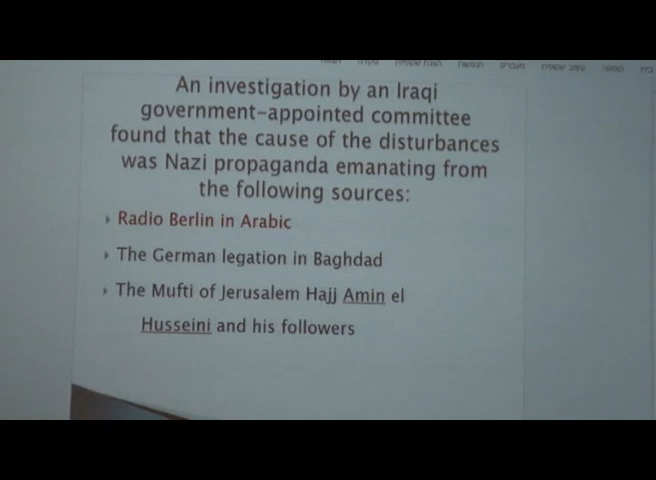 An investigation by an Iraqi
government-appointed committee
found that the cause of the disturbances
was Nazi propaganda emanating from
the following sources:
Radio Berlin in Arabic
The German legation in Baghdad
The Mufti of Jerusalem Hajj Amin el
Husseini and his followers